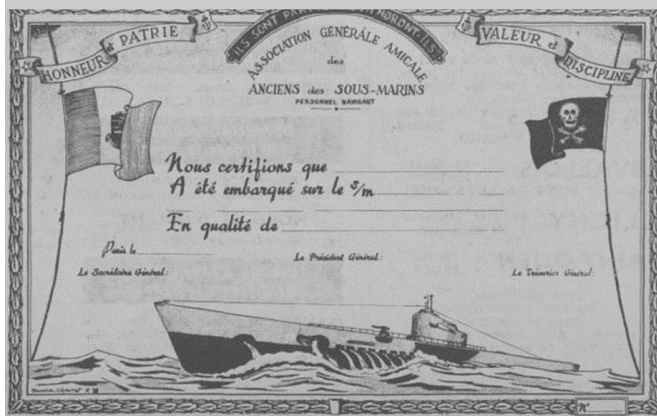 HONNEUR et PATRIE
ILS SONT PAR
VALEUR et DISCIPLINE
ASSOCIATION GÉNÉRALE AMICALE
des
ANCIENS des SOUS-MARINS
PERSONNEL NAVIGANT
Nous certifions que
A été embarqué sur le s/m
En qualité de
Paris le
Le Président Général:
Le Secrétaire Général:
Le Trésorier Général:
N°